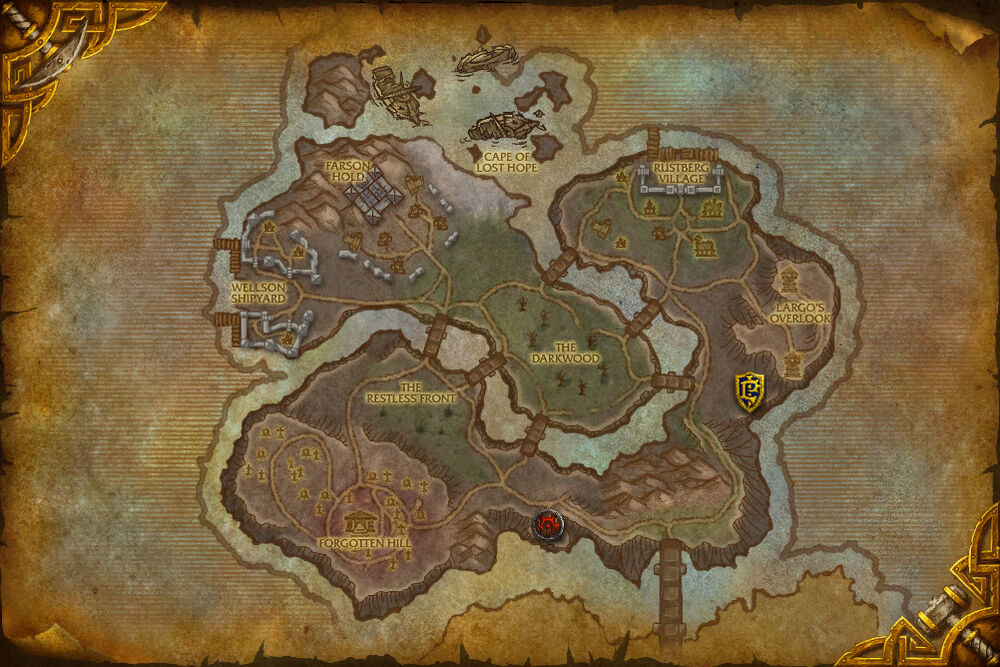 CAPE OF
LOST HOPE
FARSON
HOLD
RUSTBERG
VILLAGE
WELLSON
SHIPYARD
LARGO'S
OVERLOOK
THE
DARKWOOD
THE
RESTLESS FRONT
FORGOTTEN HILL